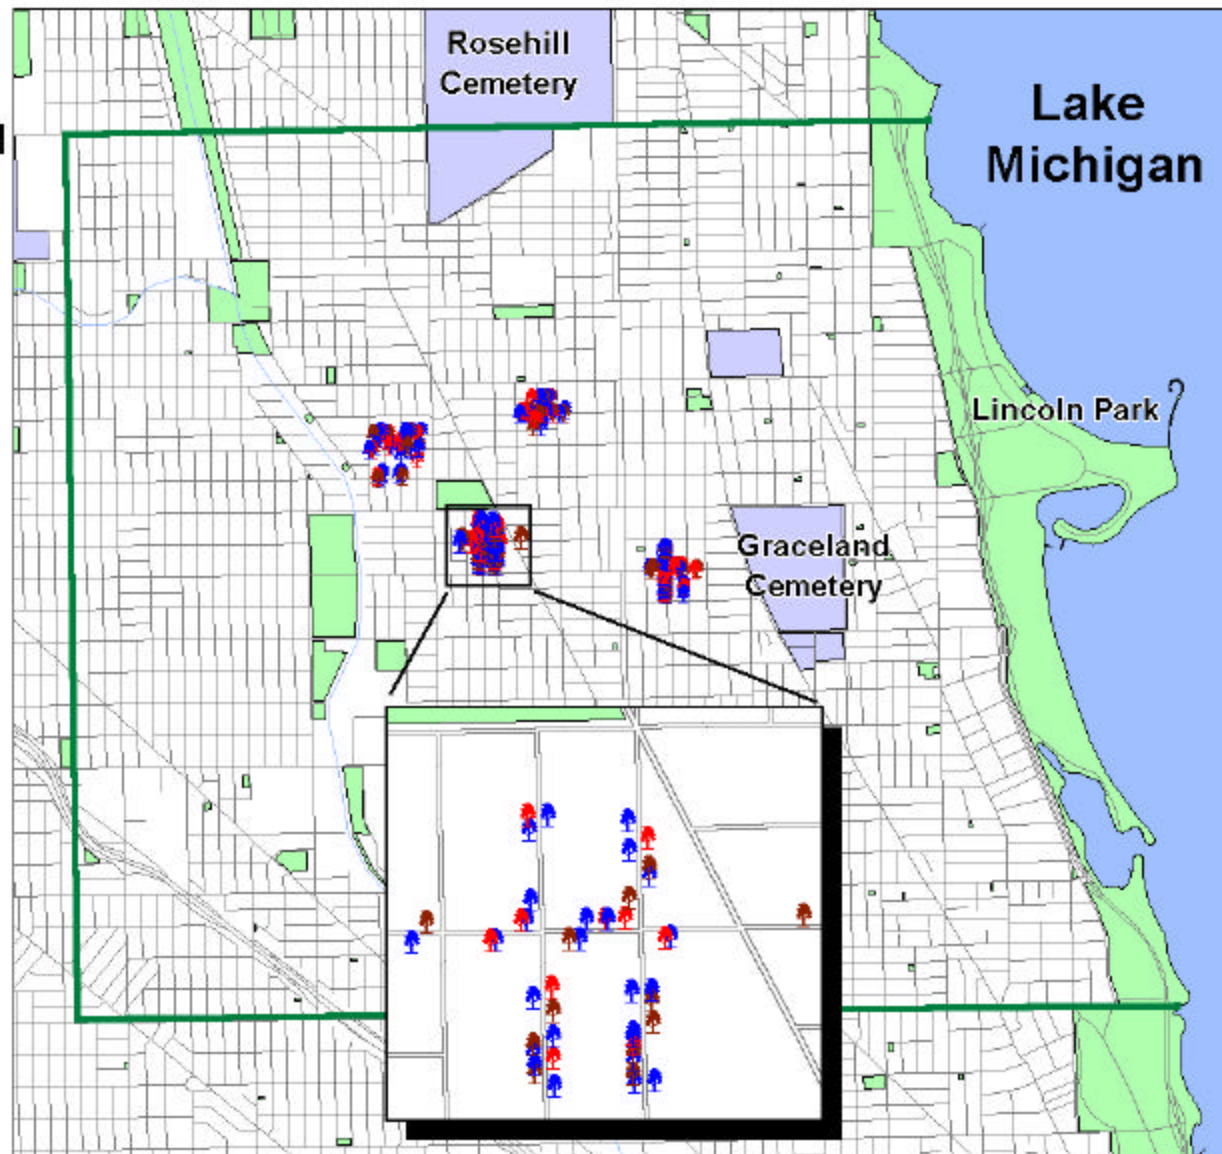 Rosehill
Cemetery
Lake
Michigan
Lincoln Park
Graceland
Cemetery